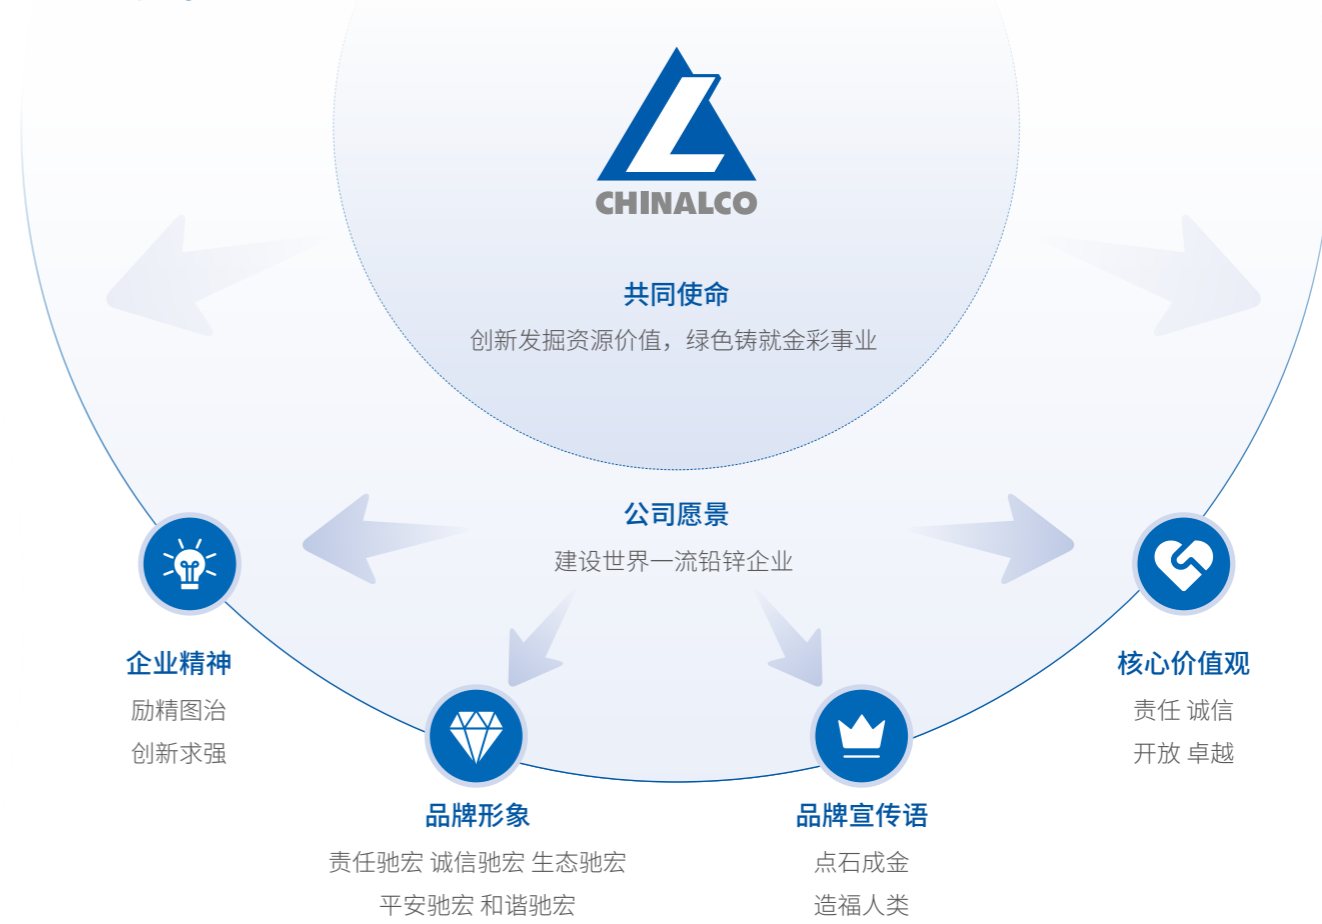 CHINALCO
共同使命
创新发掘资源价值，绿色铸就金彩事业
公司愿景
建设世界一流铅锌企业
企业精神
励精图治
创新求强
品牌形象
责任驰宏 诚信驰宏 生态驰宏
平安驰宏 和谐驰宏
品牌宣传语
点石成金
造福人类
核心价值观
责任 诚信
开放 卓越